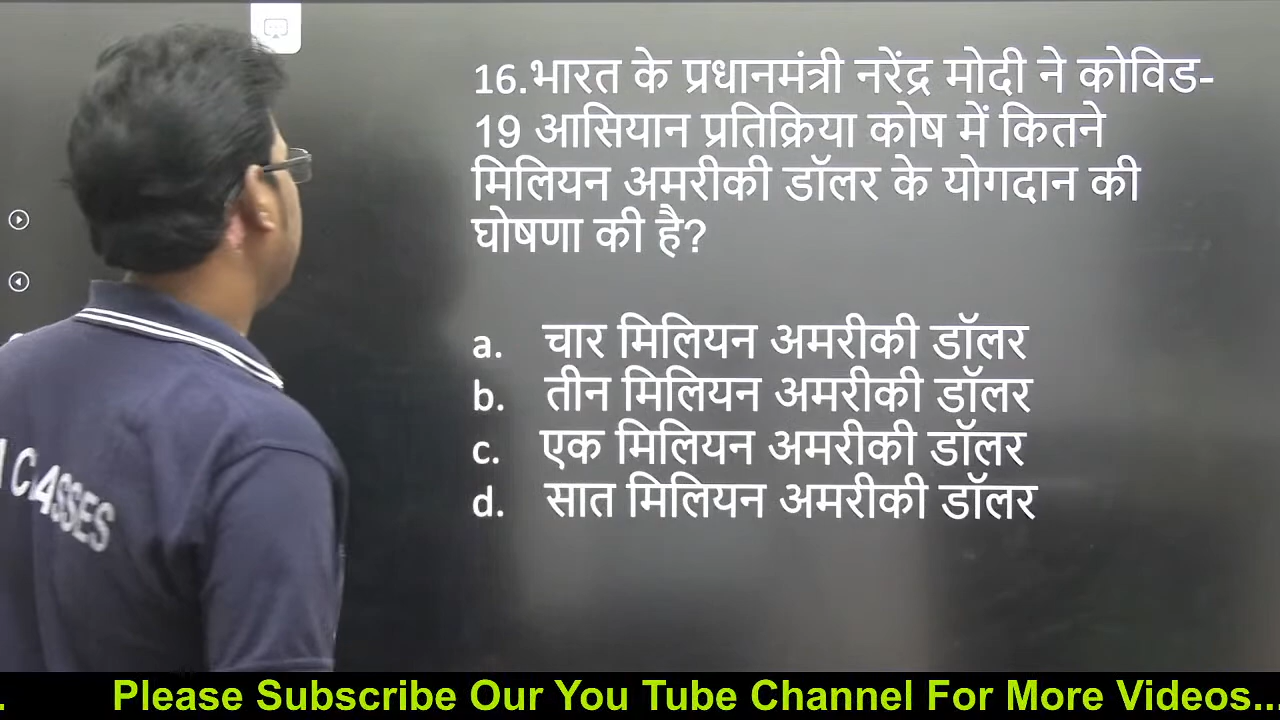 16.भारत के प्रधानमंत्री नरेंद्र मोदी ने कोविड-
19 आसियान प्रतिक्रिया कोष में कितने
मिलियन अमरीकी डॉलर के योगदान की
घोषणा की है?
a. चार मिलियन अमरीकी डॉलर
b. तीन मिलियन अमरीकी डॉलर
c. एक मिलियन अमरीकी डॉलर
d. सात मिलियन अमरीकी डॉलर
CLASSES
. Please Subscribe Our You Tube Channel For More Videos...